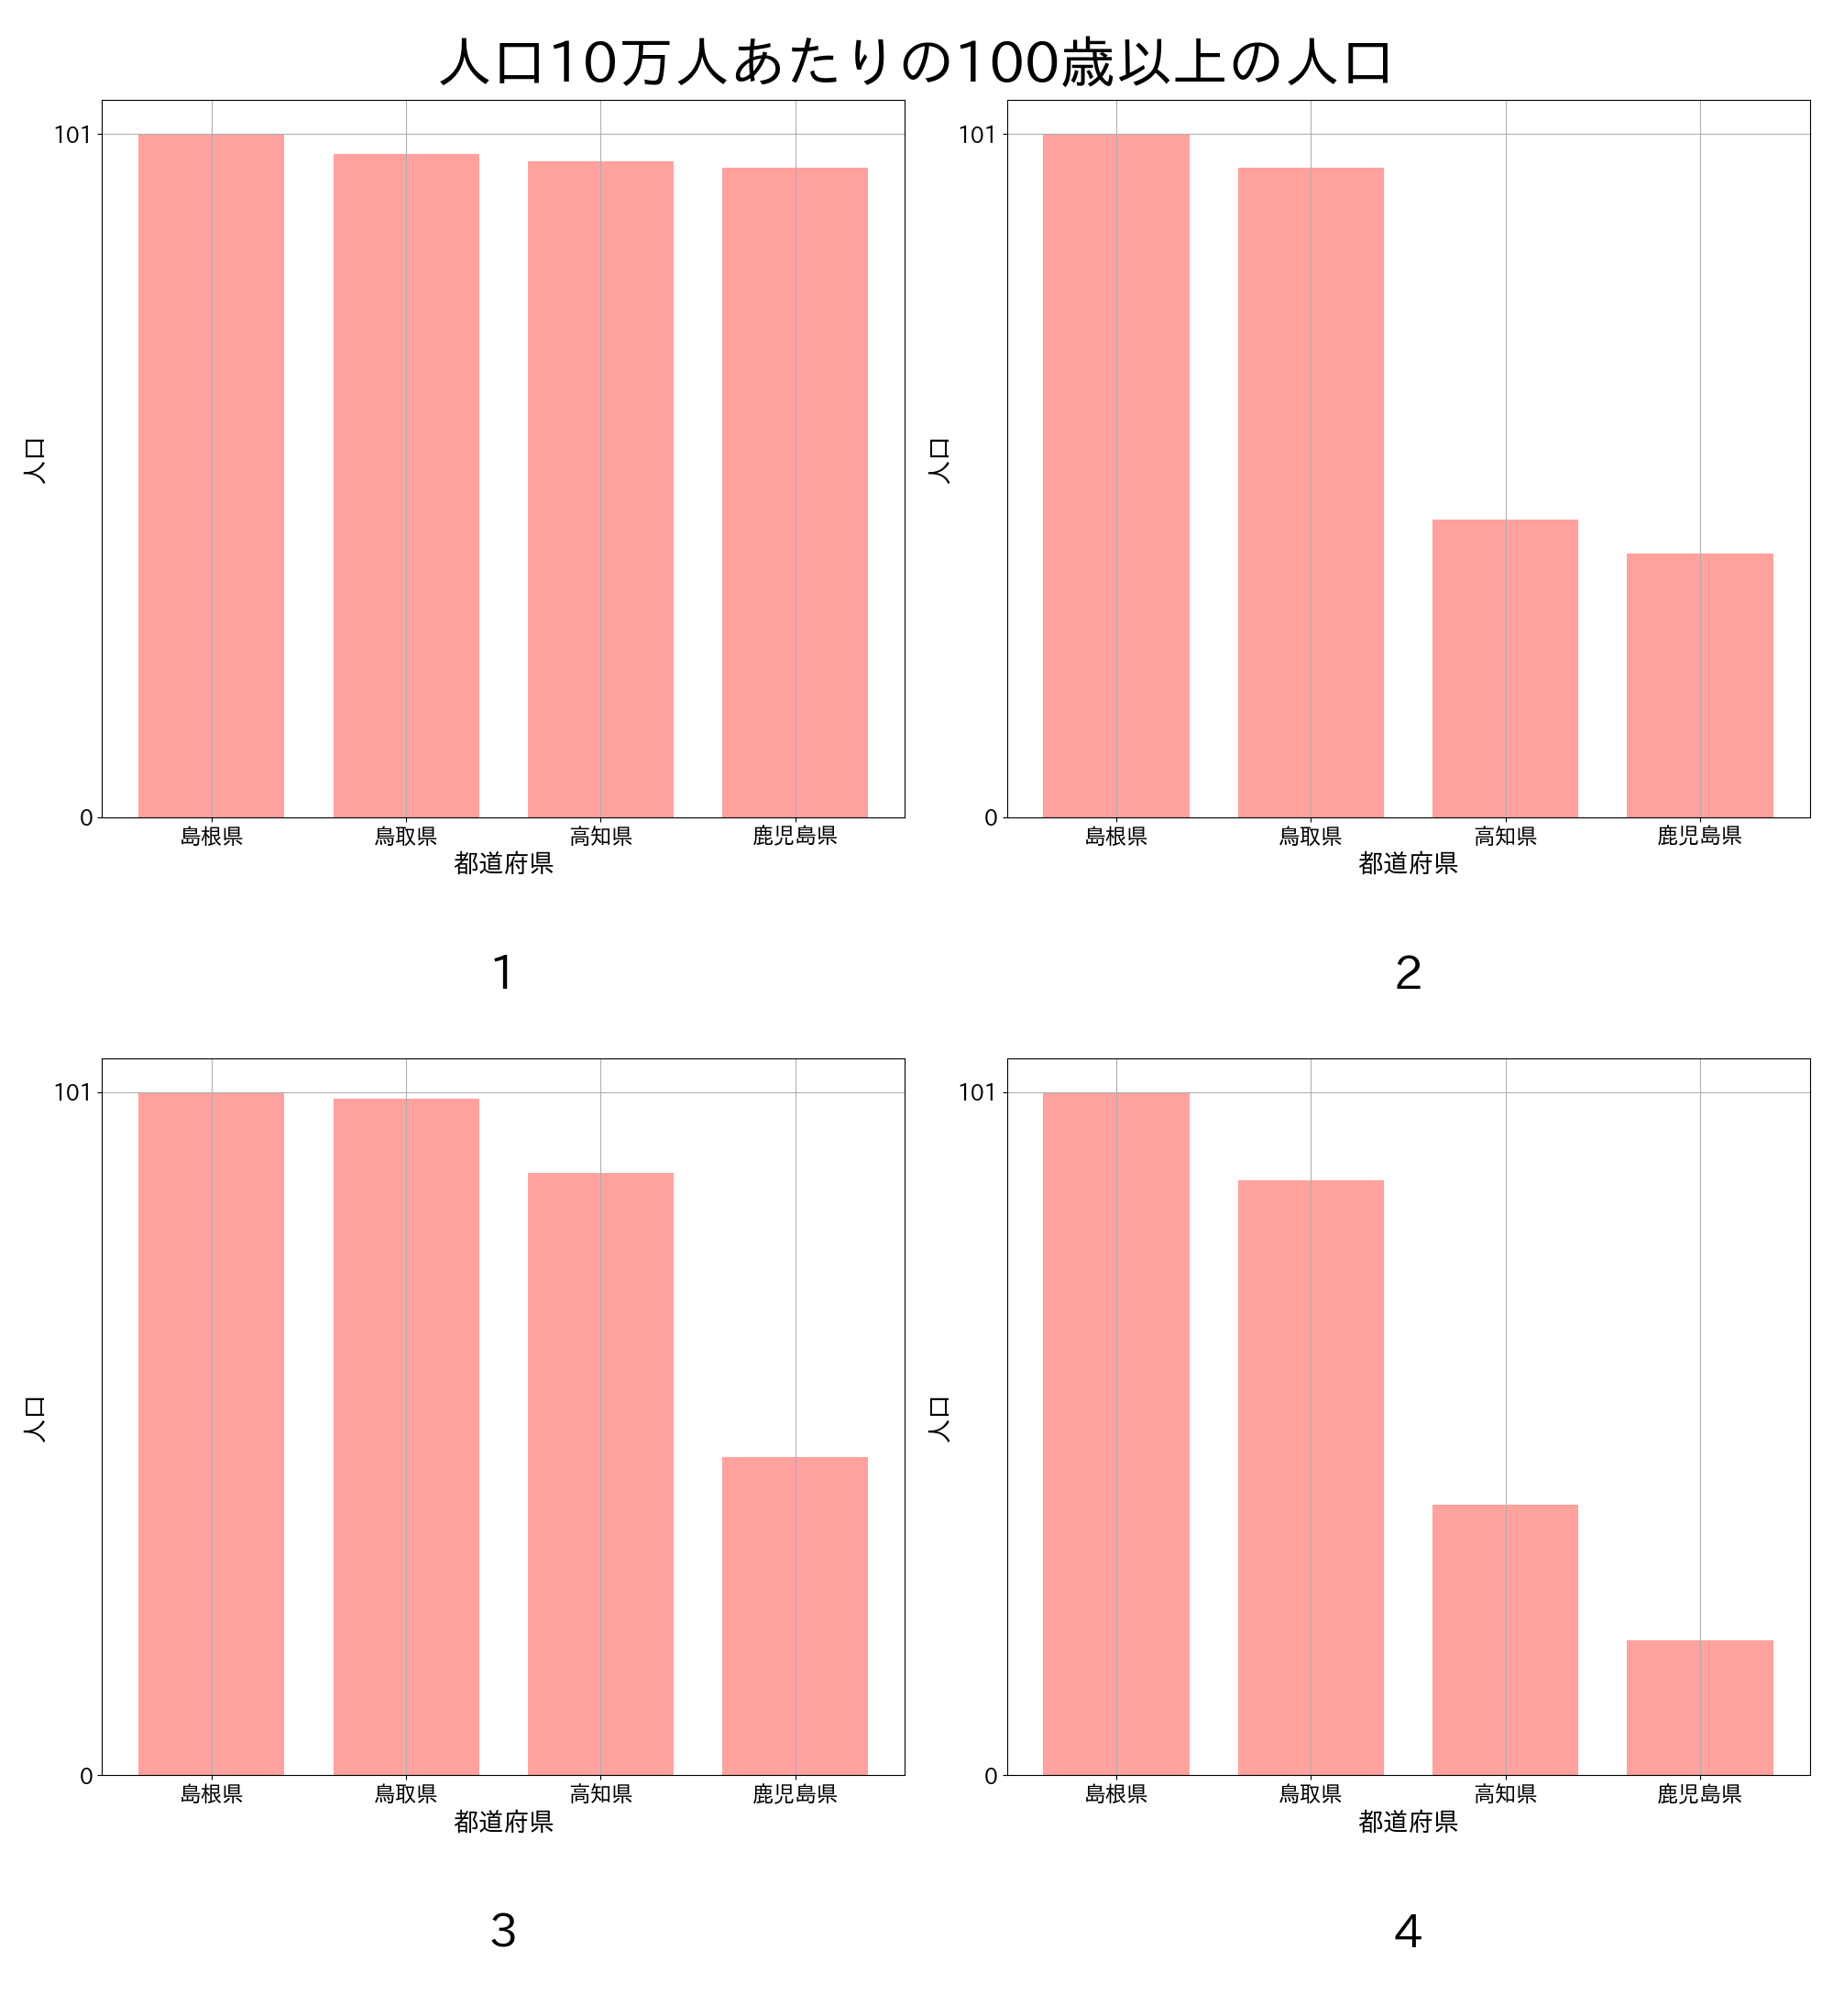 人口10万人あたりの100歳以上の人口
101
0
人口
島根県 鳥取県 高知県 鹿児島県
都道府県
1
101
0
人口
島根県 鳥取県 高知県 鹿児島県
都道府県
2
101
0
人口
島根県 鳥取県 高知県 鹿児島県
都道府県
3
101
0
人口
島根県 鳥取県 高知県 鹿児島県
都道府県
4